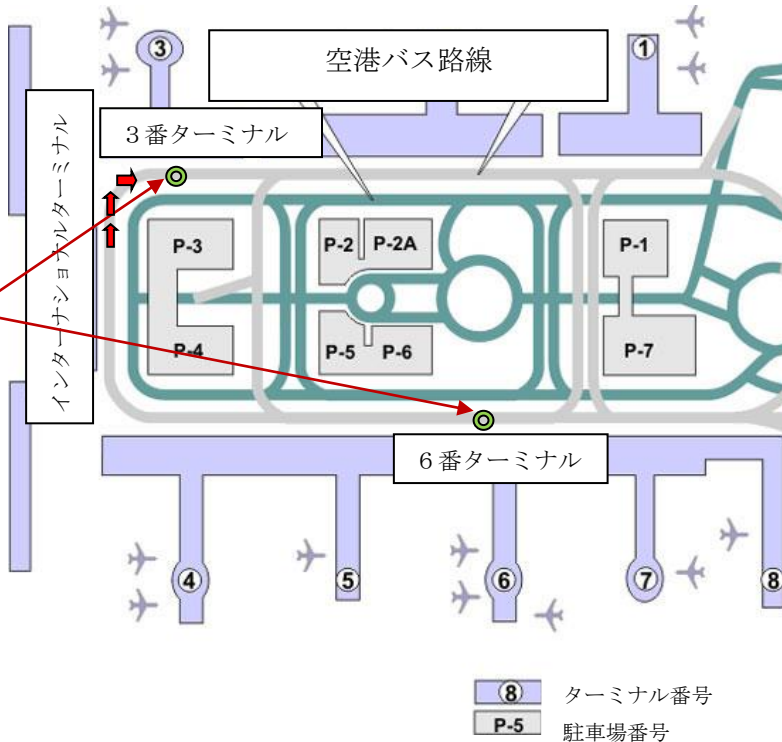 ③
①
空港バス路線
３番ターミナル
インターナショナルターミナル
P-3
P-2
P-2A
P-1
P-4
P-5
P-6
P-7
６番ターミナル
④
⑤
⑥
⑦
⑧
⑧ ターミナル番号
P-5 駐車場番号